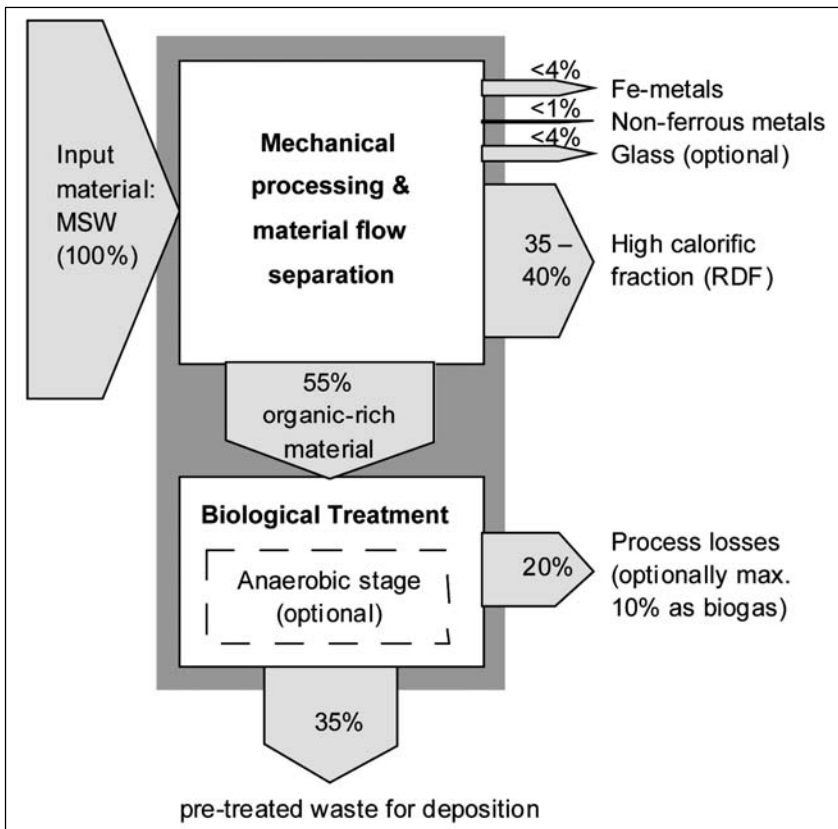 Input
material:
MSW
(100%)
Mechanical
processing &
material flow
separation
<4%
Fe-metals
<1%
Non-ferrous metals
<4%
Glass (optional)
35 –
40%
High calorific
fraction (RDF)
55%
organic-rich
material
Biological Treatment
Anaerobic stage
(optional)
20%
Process losses
(optionally max.
10% as biogas)
35%
pre-treated waste for deposition